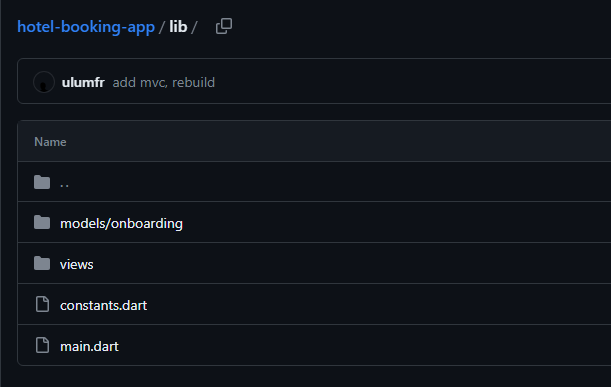 hotel-booking-app / lib /
ulumfr add mvc, rebuild
Name
..
models/onboarding
views
constants.dart
main.dart